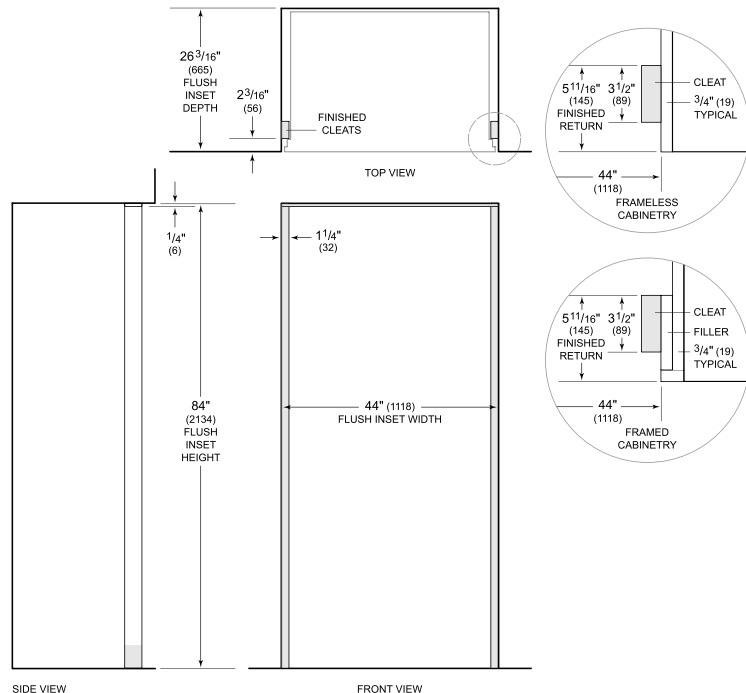 26 3/16"
(665)
FLUSH
INSET
DEPTH
2 3/16"
(56)
FINISHED
CLEATS
TOP VIEW
5 11/16"
(145)
FINISHED
RETURN
3 1/2"
(89)
CLEAT
3/4" (19)
TYPICAL
44"
(1118)
FRAMELESS
CABINETRY
1/4"
(6)
1 1/4"
(32)
84"
(2134)
FLUSH
INSET
HEIGHT
44" (1118)
FLUSH INSET WIDTH
5 11/16"
(145)
FINISHED
RETURN
3 1/2"
(89)
CLEAT
FILLER
3/4" (19)
TYPICAL
44"
(1118)
FRAMED
CABINETRY
SIDE VIEW
FRONT VIEW